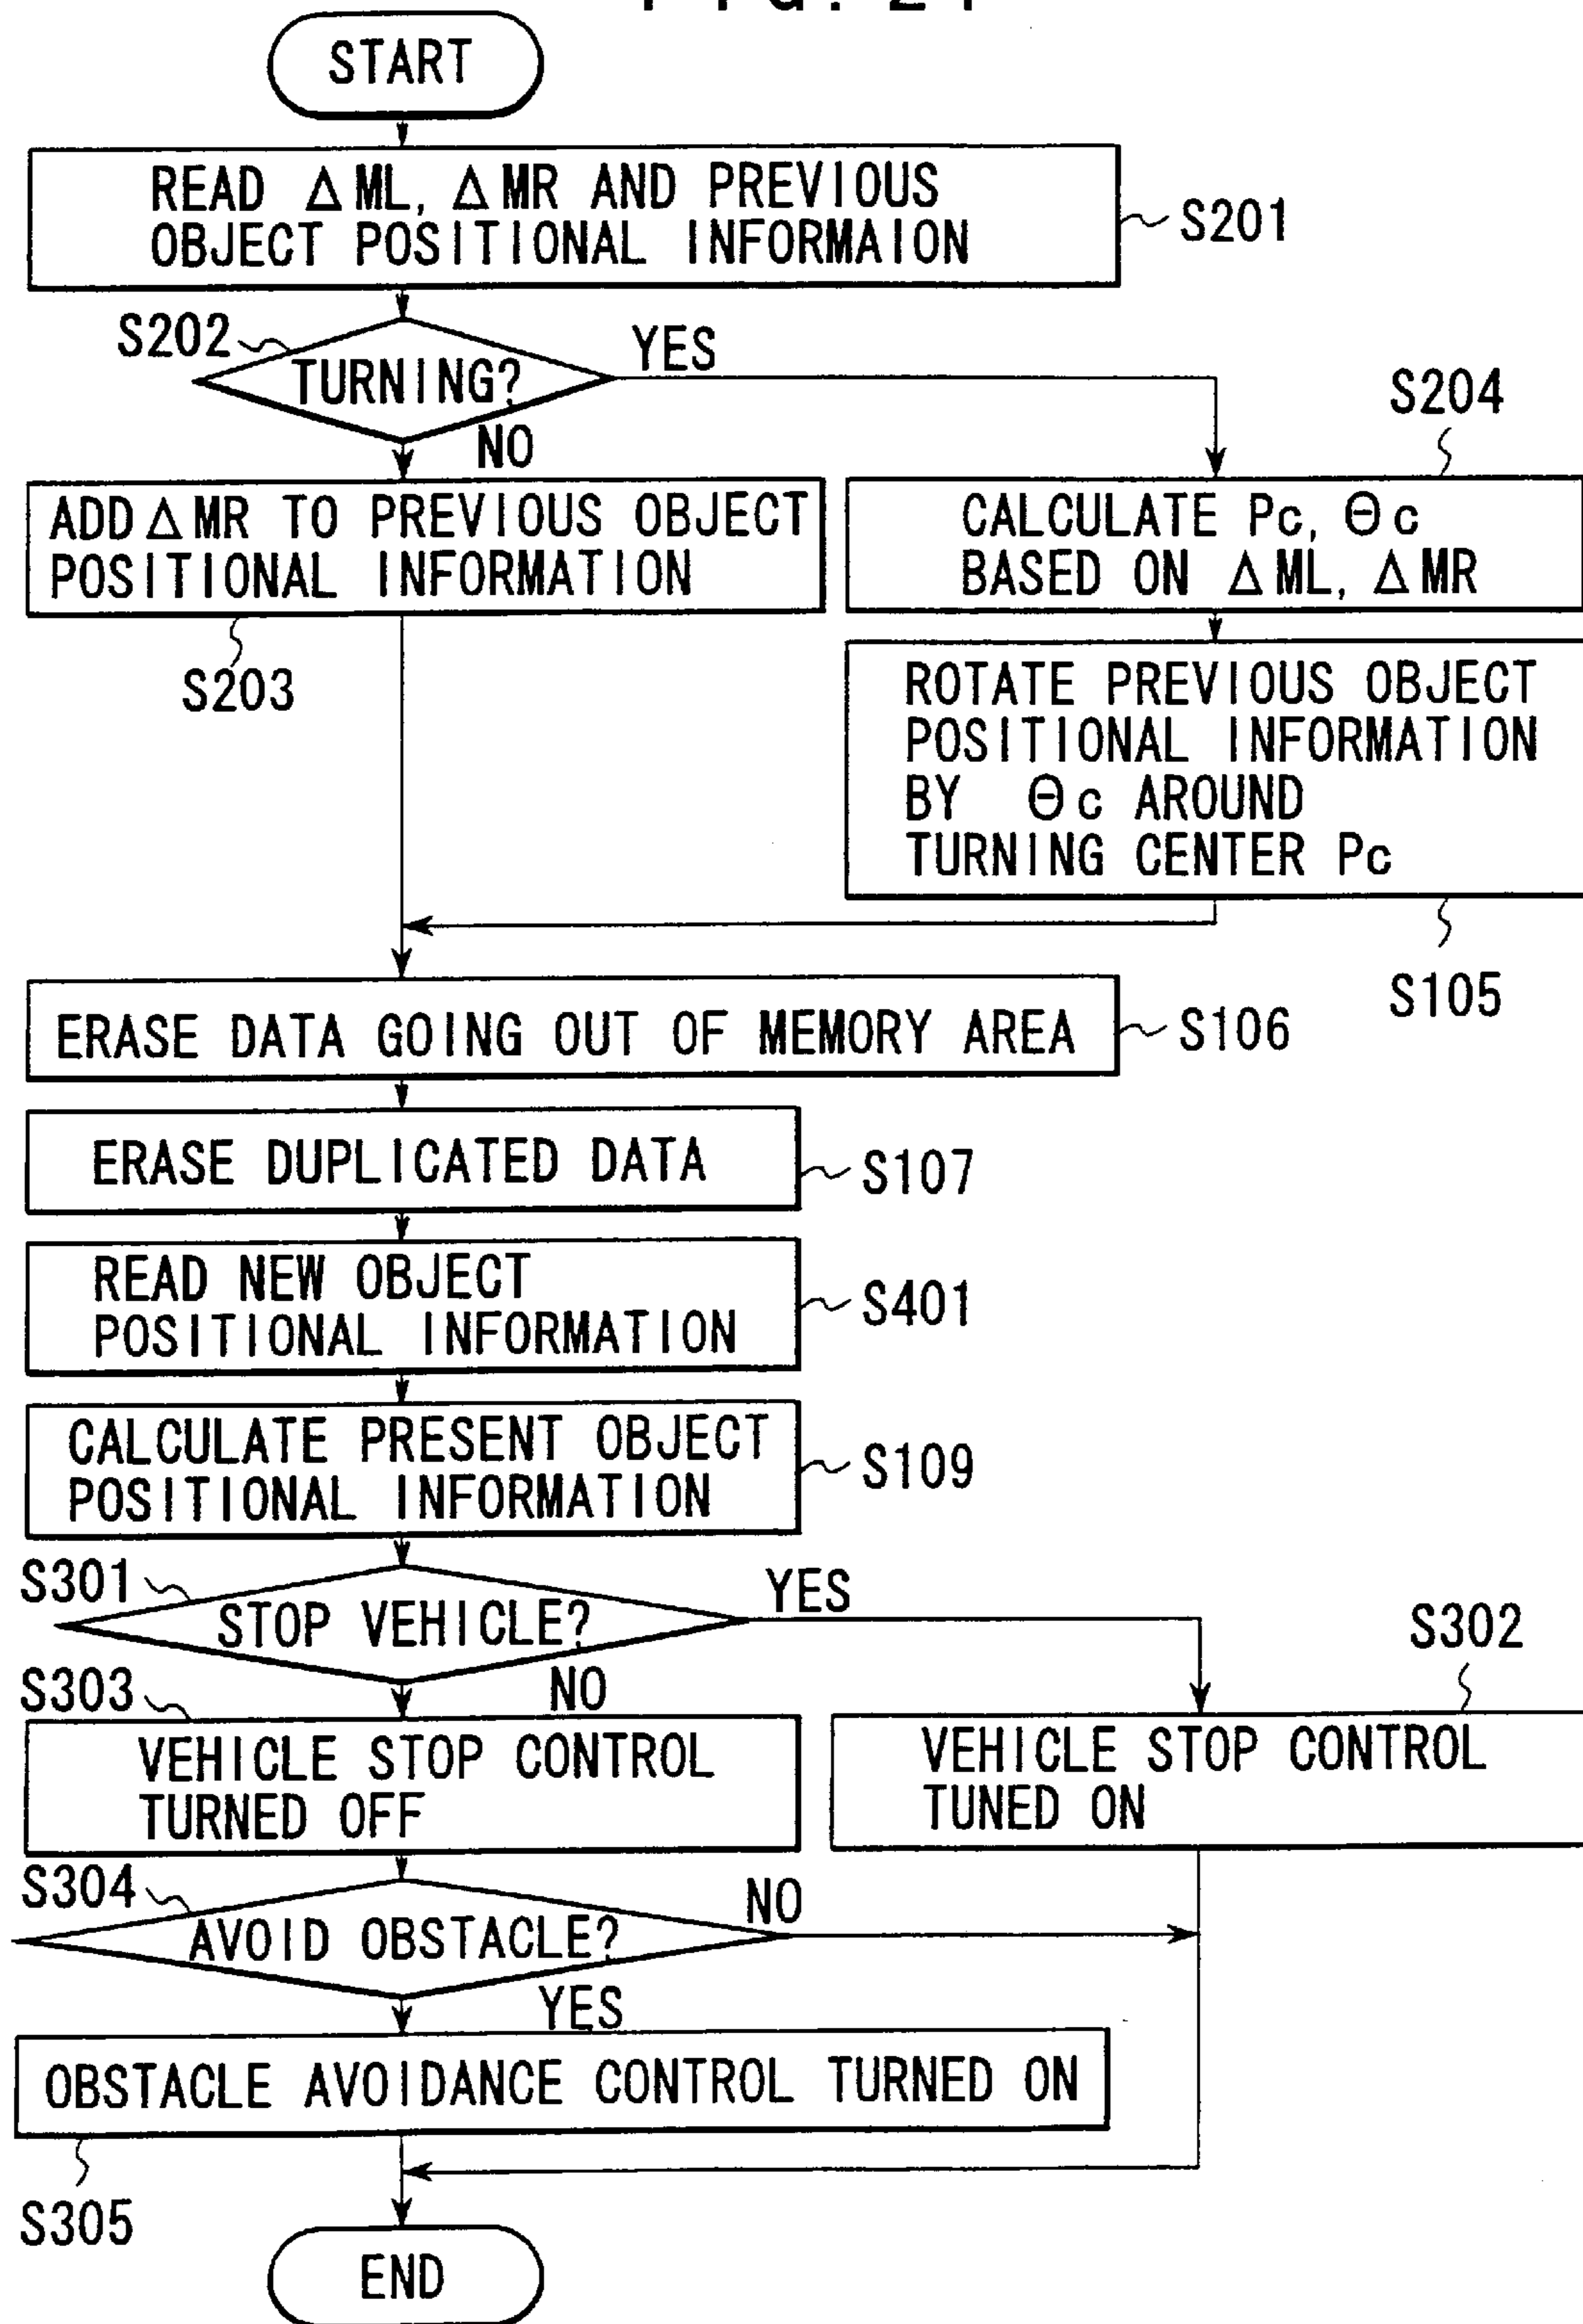 START
READ ΔML, ΔMR AND PREVIOUS
OBJECT POSITIONAL INFORMAION
S201
S202
TURNING?
YES
NO
S204
ADD ΔMR TO PREVIOUS OBJECT
POSITIONAL INFORMATION
S203
CALCULATE Pc, Θc
BASED ON ΔML, ΔMR
ROTATE PREVIOUS OBJECT
POSITIONAL INFORMATION
BY Θc AROUND
TURNING CENTER Pc
S105
ERASE DATA GOING OUT OF MEMORY AREA
S106
ERASE DUPLICATED DATA
S107
READ NEW OBJECT
POSITIONAL INFORMATION
S401
CALCULATE PRESENT OBJECT
POSITIONAL INFORMATION
S109
S301
STOP VEHICLE?
YES
NO
S302
S303
VEHICLE STOP CONTROL
TURNED OFF
VEHICLE STOP CONTROL
TUNED ON
S304
AVOID OBSTACLE?
NO
YES
OBSTACLE AVOIDANCE CONTROL TURNED ON
S305
END